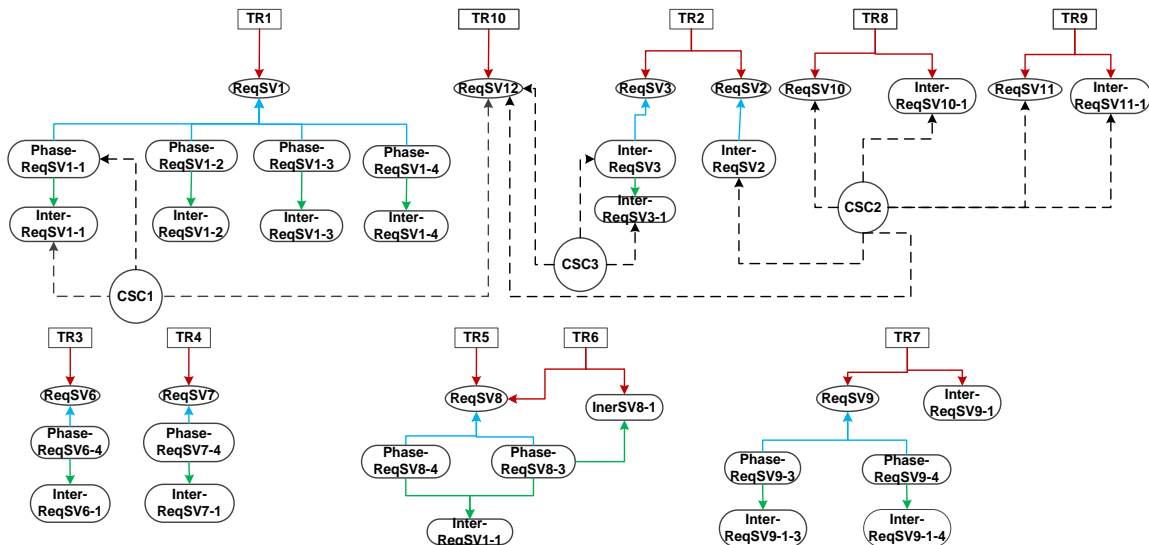 TR1
TR10
TR2
TR8
TR9
ReqSV1
ReqSV12
ReqSV3
ReqSV2
ReqSV10
Inter-
ReqSV10-1
ReqSV11
Inter-
ReqSV11-1
Phase-
ReqSV1-1
Phase-
ReqSV1-2
Phase-
ReqSV1-3
Phase-
ReqSV1-4
Inter-
ReqSV3
Inter-
ReqSV2
Inter-
ReqSV1-1
Inter-
ReqSV1-2
Inter-
ReqSV1-3
Inter-
ReqSV1-4
Inter-
ReqSV3-1
CSC2
CSC1
CSC3
TR3
TR4
TR5
TR6
TR7
ReqSV6
ReqSV7
ReqSV8
InerSV8-1
ReqSV9
Inter-
ReqSV9-1
Phase-
ReqSV6-4
Phase-
ReqSV7-4
Phase-
ReqSV8-4
Phase-
ReqSV8-3
Phase-
ReqSV9-3
Phase-
ReqSV9-4
Inter-
ReqSV6-1
Inter-
ReqSV7-1
Inter-
ReqSV1-1
Inter-
ReqSV9-1-3
Inter-
ReqSV9-1-4